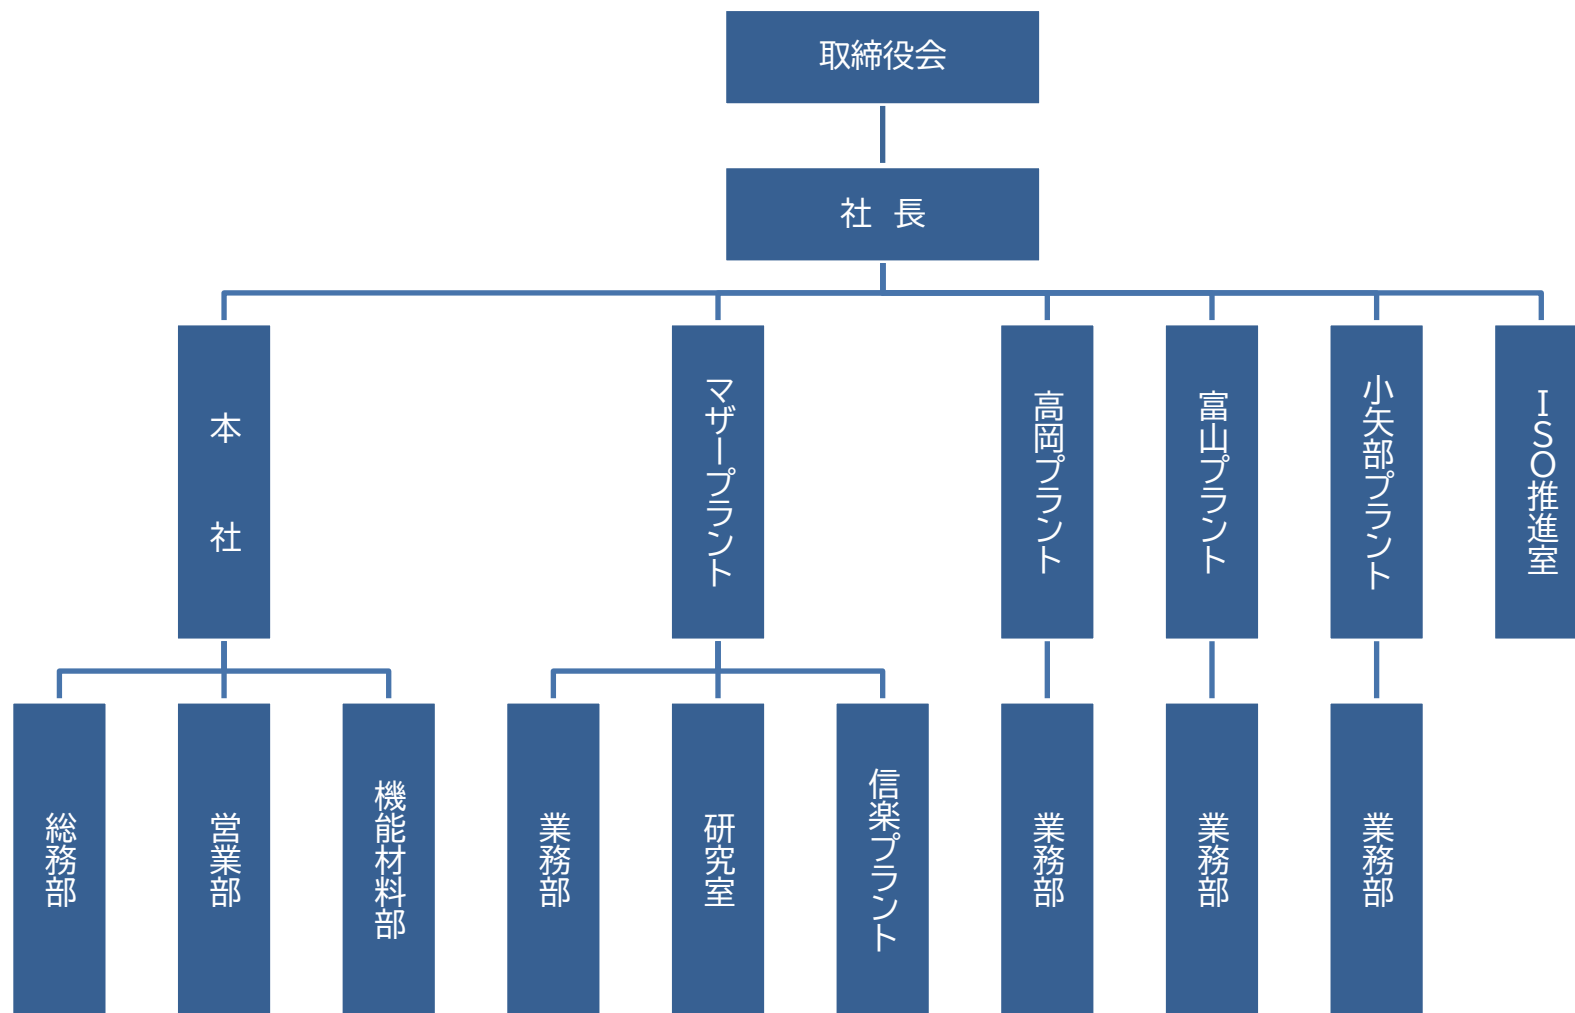 取締役会
社 長
本 社
マザープラント
高岡プラント
富山プラント
小矢部プラント
ＩＳＯ推進室
総務部
営業部
機能材料部
業務部
研究室
信楽プラント
業務部
業務部
業務部